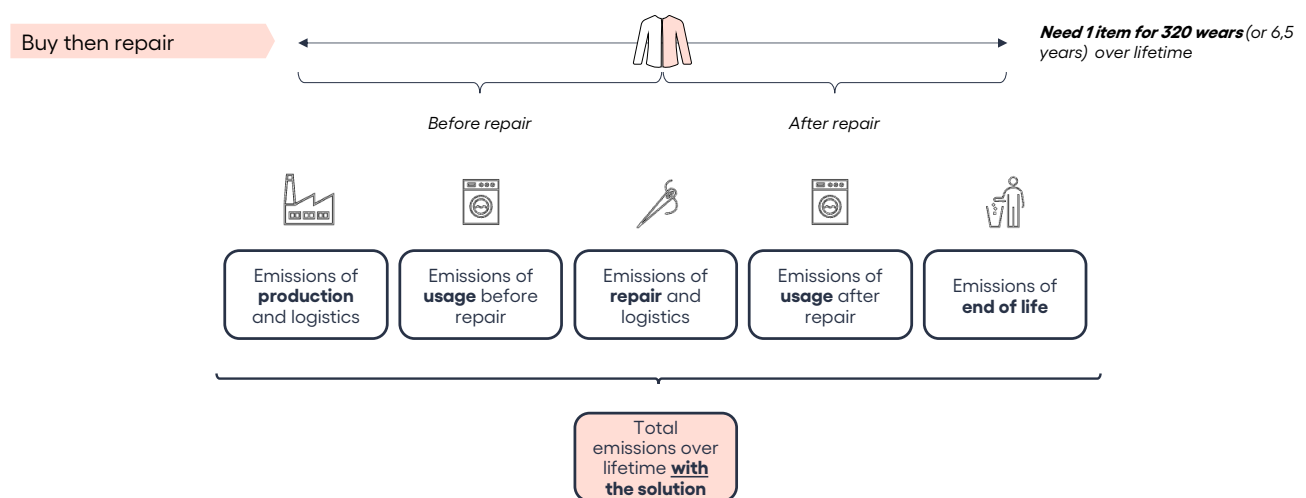 Buy then repair
Need 1 item for 320 wears (or 6,5
years) over lifetime
Before repair
After repair
Emissions of
production
and logistics
Emissions of
usage before
repair
Emissions of
repair and
logistics
Emissions of
usage after
repair
Emissions of
end of life
Total
emissions over
lifetime with
the solution